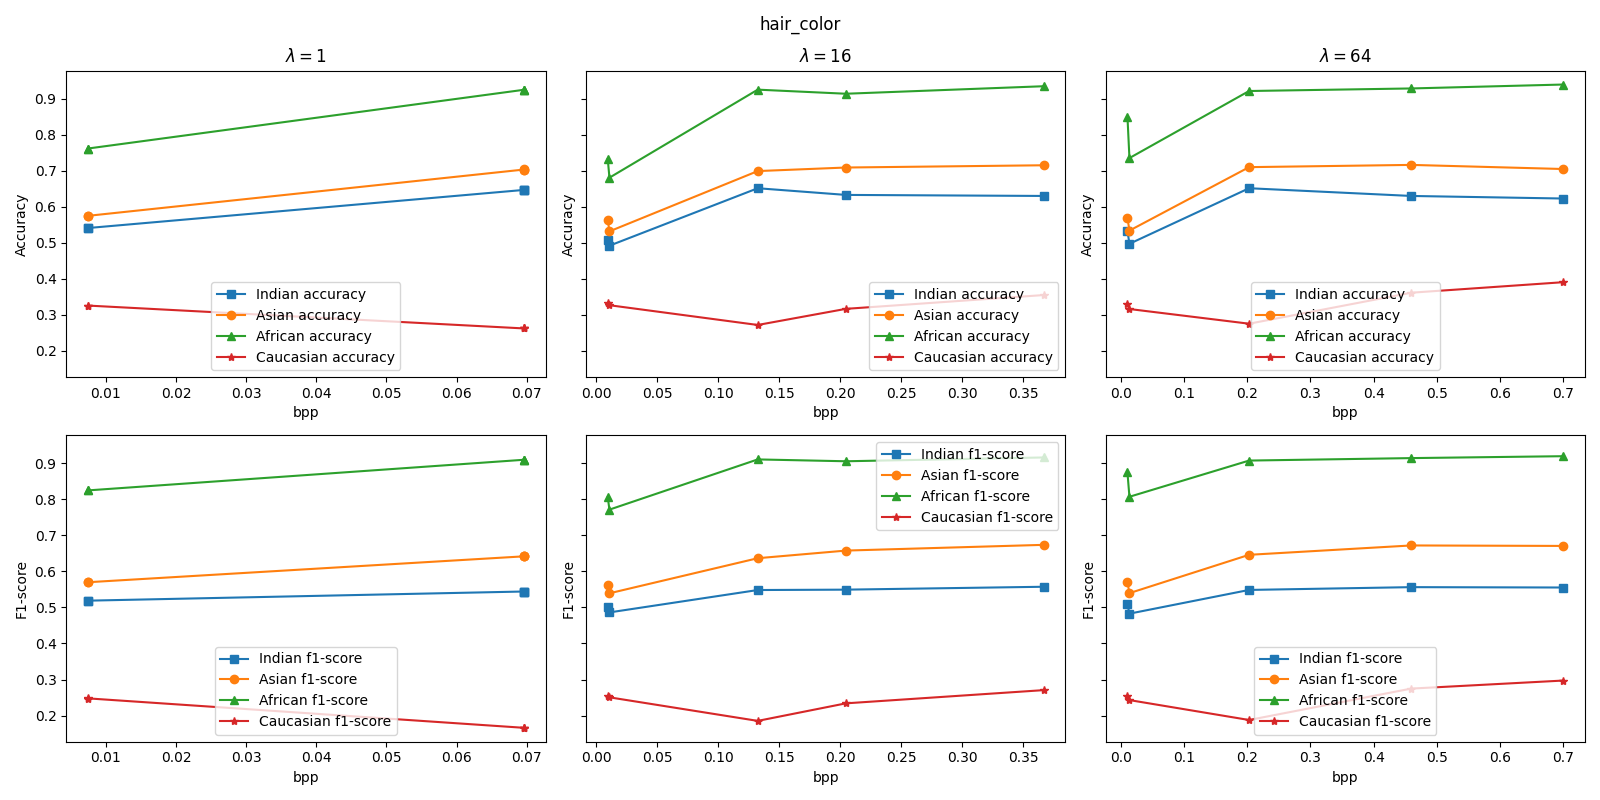 hair_color
λ = 1
λ = 16
λ = 64
Accuracy
0.9
0.8
0.7
0.6
0.5
0.4
0.3
0.2
Indian accuracy
Asian accuracy
African accuracy
Caucasian accuracy
0.01 0.02 0.03 0.04 0.05 0.06 0.07
bpp
Accuracy
Indian accuracy
Asian accuracy
African accuracy
Caucasian accuracy
0.00 0.05 0.10 0.15 0.20 0.25 0.30 0.35
bpp
Accuracy
Indian accuracy
Asian accuracy
African accuracy
Caucasian accuracy
0.0 0.1 0.2 0.3 0.4 0.5 0.6 0.7
bpp
F1-score
0.9
0.8
0.7
0.6
0.5
0.4
0.3
0.2
Indian f1-score
Asian f1-score
African f1-score
Caucasian f1-score
0.01 0.02 0.03 0.04 0.05 0.06 0.07
bpp
F1-score
Indian f1-score
Asian f1-score
African f1-score
Caucasian f1-score
0.00 0.05 0.10 0.15 0.20 0.25 0.30 0.35
bpp
F1-score
Indian f1-score
Asian f1-score
African f1-score
Caucasian f1-score
0.0 0.1 0.2 0.3 0.4 0.5 0.6 0.7
bpp